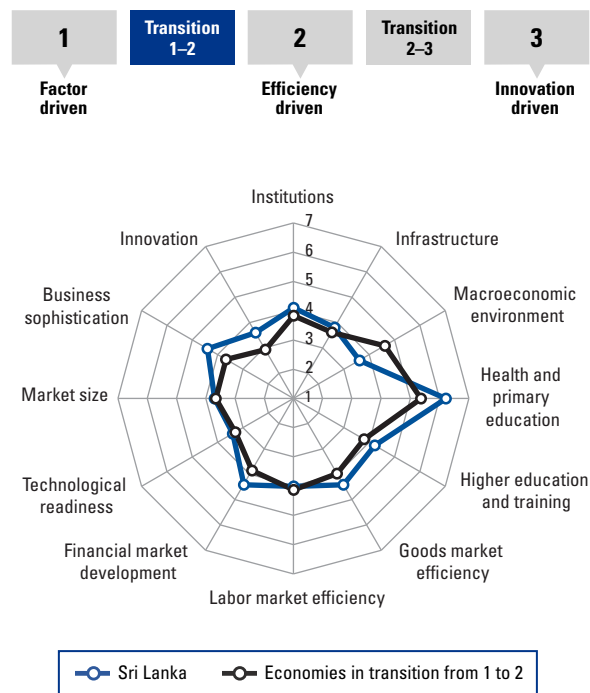 1
Transition
1–2
2
Transition
2–3
3
Factor
driven
Efficiency
driven
Innovation
driven
Institutions
Innovation
Infrastructure
Business
sophistication
Macroeconomic
environment
Market size
Health and
primary
education
Technological
readiness
Higher education
and training
Financial market
development
Goods market
efficiency
Labor market efficiency
7
6
5
4
3
2
1
Sri Lanka
Economies in transition from 1 to 2